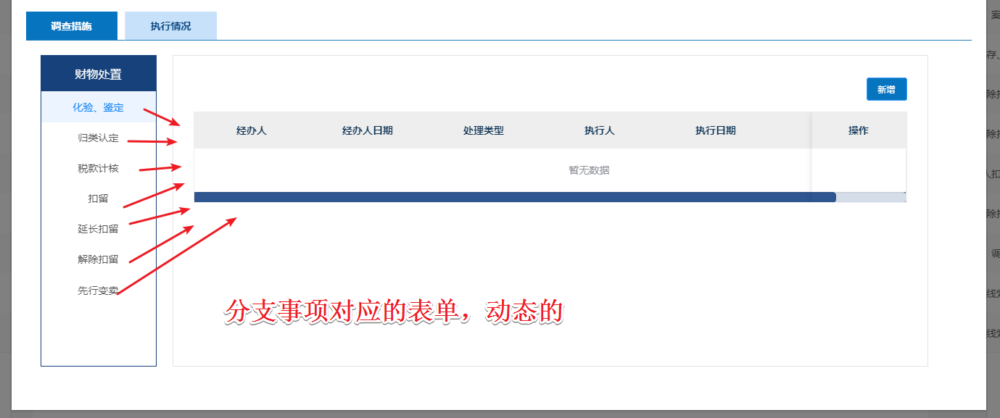 调查措施 执行情况
财物处置
化验、鉴定
归类认定
税款计核
扣留
延长扣留
解除扣留
先行变卖
新增
经办人 经办人日期 处理类型 执行人 执行日期 操作
暂无数据
分支事项对应的表单，动态的
案
存、
除扣
除扣
人扣
除扣
调
线索
线索